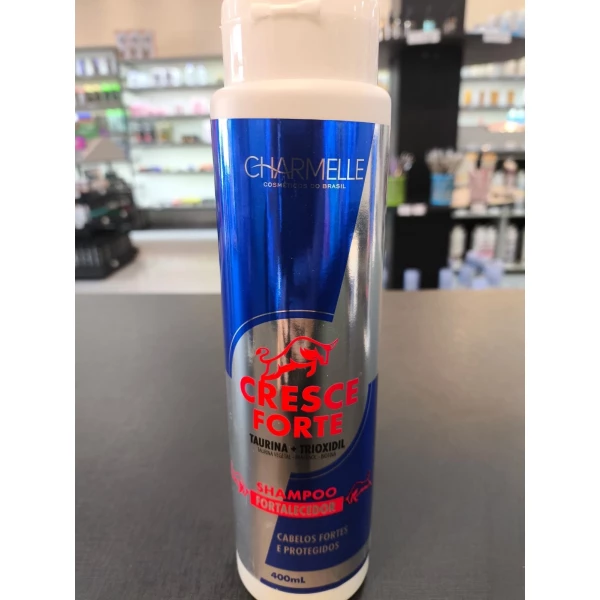 CHARMELLE
COSMÉTICOS DO BRASIL
CRESCE
FORTE
TAURINA + TRIOXIDIL
SHAMPOO
FORTALECEDOR
CABELOS FORTES
E PROTEGIDOS
400mL